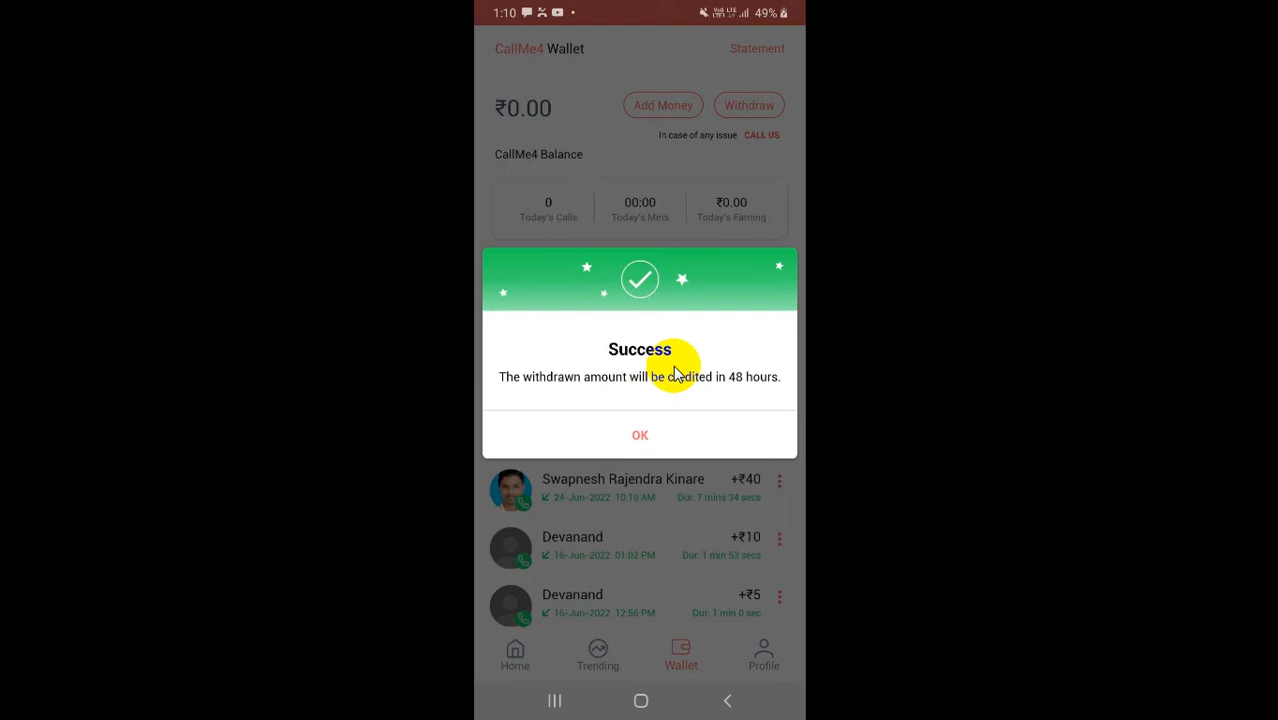 1:10 49%
CallMe4 Wallet Statement
₹0.00 Add Money Withdraw
In case of any issue CALL US
CallMe4 Balance
0 00:00 ₹0.00
Today's Calls Today's Mins Today's Earning
Success
The withdrawn amount will be credited in 48 hours.
OK
Swapnesh Rajendra Kinare +₹40
24-Jun-2022 10:19 AM Dur: 7 mins 34 secs
Devanand +₹10
16-Jun-2022 01:02 PM Dur: 1 min 53 secs
Devanand +₹5
16-Jun-2022 12:56 PM Dur: 1 min 0 sec
Home Trending Wallet Profile